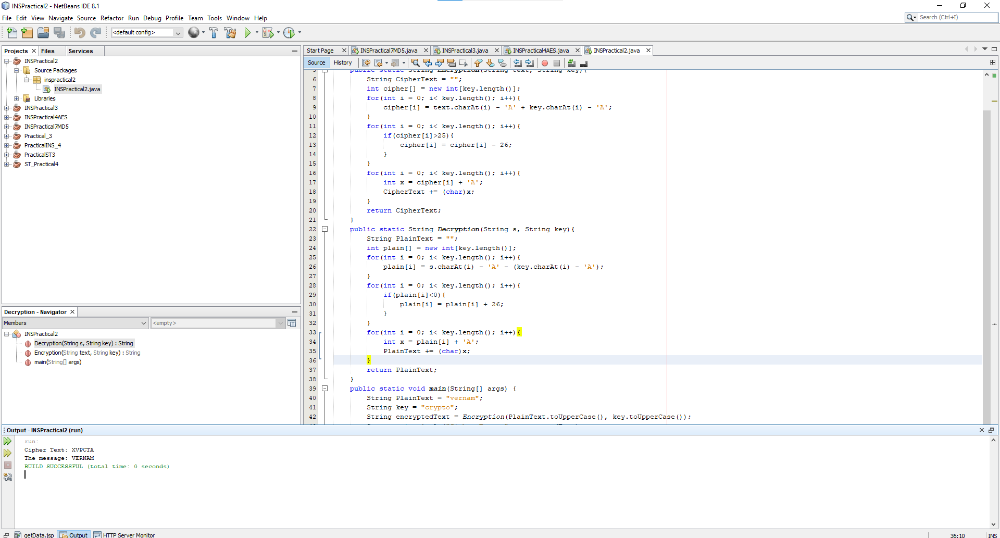 INSPractical2 - NetBeans IDE 8.1
File Edit View Navigate Source Refactor Run Debug Profile Team Tools Window Help
Search (Ctrl+I)
<default config>
Projects Files Services
INSPractical2
Source Packages
inspractical2
INSPractical2.java
Libraries
INSPractical3
INSPractical4AES
INSPractical7MD5
Practical_3
PracticalINS_4
PracticalST3
ST_Practical4
Decryption - Navigator
Members
<empty>
INSPractical2
Decryption(String s, String key) : String
Encryption(String text, String key) : String
main(String[] args)
Start Page INSPractical7MD5.java INSPractical3.java INSPractical4AES.java INSPractical2.java
Source History
5 public static String Encryption(String text, String key){
6 String CipherText = "";
7 int cipher[] = new int[key.length()];
8 for(int i = 0; i< key.length(); i++){
9 cipher[i] = text.charAt(i) - 'A' + key.charAt(i) - 'A';
10 }
11 for(int i = 0; i< key.length(); i++){
12 if(cipher[i]>25){
13 cipher[i] = cipher[i] - 26;
14 }
15 }
16 for(int i = 0; i< key.length(); i++){
17 int x = cipher[i] + 'A';
18 CipherText += (char)x;
19 }
20 return CipherText;
21 }
22 public static String Decryption(String s, String key){
23 String PlainText = "";
24 int plain[] = new int[key.length()];
25 for(int i = 0; i< key.length(); i++){
26 plain[i] = s.charAt(i) - 'A' - (key.charAt(i) - 'A');
27 }
28 for(int i = 0; i< key.length(); i++){
29 if(plain[i]<0){
30 plain[i] = plain[i] + 26;
31 }
32 }
33 for(int i = 0; i< key.length(); i++){
34 int x = plain[i] + 'A';
35 PlainText += (char)x;
36 }
37 return PlainText;
38 }
39 public static void main(String[] args) {
40 String PlainText = "vernam";
41 String key = "crypto";
42 String encryptedText = Encryption(PlainText.toUpperCase(), key.toUpperCase());
Output - INSPractical2 (run)
run:
Cipher Text: XVPCTA
The message: VERNAM
BUILD SUCCESSFUL (total time: 0 seconds)
getData.jsp Output HTTP Server Monitor
36:10 INS